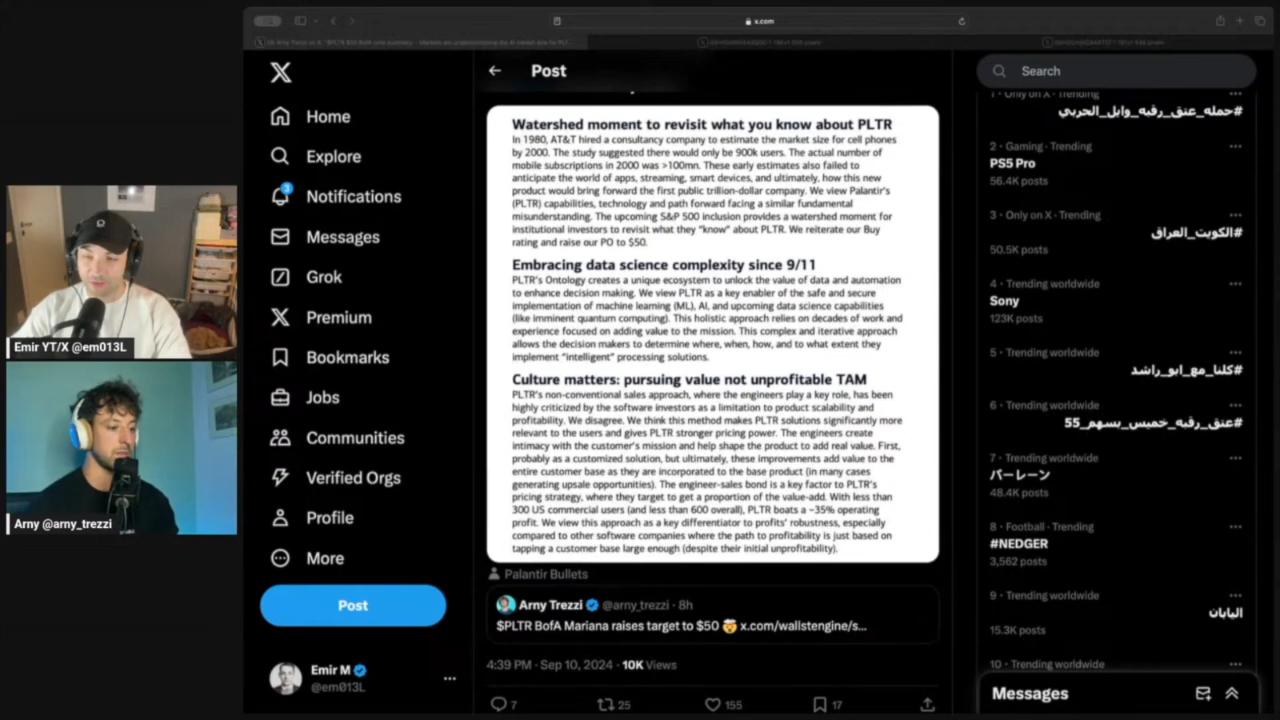 x.com
Home
Explore
3
Notifications
Messages
Grok
Premium
Bookmarks
Jobs
Communities
Verified Orgs
Profile
More
Post
Emir M
@em013L
Emir YT/X @em013L
Arny @arny_trezzi
Post
Watershed moment to revisit what you know about PLTR
In 1980, AT&T hired a consultancy company to estimate the market size for cell phones
by 2000. The study suggested there would only be 900k users. The actual number of
mobile subscriptions in 2000 was >100mn. These early estimates also failed to
anticipate the world of apps, streaming, smart devices, and ultimately, how this new
product would bring forward the first public trillion-dollar company. We view Palantir's
(PLTR) capabilities, technology and path forward facing a similar fundamental
misunderstanding. The upcoming S&P 500 inclusion provides a watershed moment for
institutional investors to revisit what they "know" about PLTR. We reiterate our Buy
rating and raise our PO to $50.
Embracing data science complexity since 9/11
PLTR's Ontology creates a unique ecosystem to unlock the value of data and automation
to enhance decision making. We view PLTR as a key enabler of the safe and secure
implementation of machine learning (ML), AI, and upcoming data science capabilities
(like imminent quantum computing). This holistic approach relies on decades of work and
experience focused on adding value to the mission. This complex and iterative approach
allows the decision makers to determine where, when, how, and to what extent they
implement "intelligent" processing solutions.
Culture matters: pursuing value not unprofitable TAM
PLTR's non-conventional sales approach, where the engineers play a key role, has been
highly criticized by the software investors as a limitation to product scalability and
profitability. We disagree. We think this method makes PLTR solutions significantly more
relevant to the users and gives PLTR stronger pricing power. The engineers create
intimacy with the customer's mission and help shape the product to add real value. First,
probably as a customized solution, but ultimately, these improvements add value to the
entire customer base as they are incorporated to the base product (in many cases
generating upsale opportunities). The engineer-sales bond is a key factor to PLTR's
pricing strategy, where they target to get a proportion of the value-add. With less than
300 US commercial users (and less than 600 overall), PLTR boats a ~35% operating
profit. We view this approach as a key differentiator to profits' robustness, especially
compared to other software companies where the path to profitability is just based on
tapping a customer base large enough (despite their initial unprofitability).
Palantir Bullets
Arny Trezzi @arny_trezzi · 8h
$PLTR BofA Mariana raises target to $50 🤯 x.com/wallstengine/s...
4:39 PM · Sep 10, 2024 · 10K Views
7
25
155
17
Search
1 · Only on X · Trending
#حمله_عتق_رقبه_وابل_الحربي
2 · Gaming · Trending
PS5 Pro
56.4K posts
3 · Only on X · Trending
#الكويت_العراق
50.5K posts
4 · Trending worldwide
Sony
123K posts
5 · Trending worldwide
#كلنا_مع_ابو_راشد
6 · Trending worldwide
#عتق_رقبه_خميس_بسهم_55
7 · Trending worldwide
バーレーン
48.4K posts
8 · Football · Trending
#NEDGER
3,562 posts
9 · Trending worldwide
اليابان
15.3K posts
10 · Trending worldwide
Messages